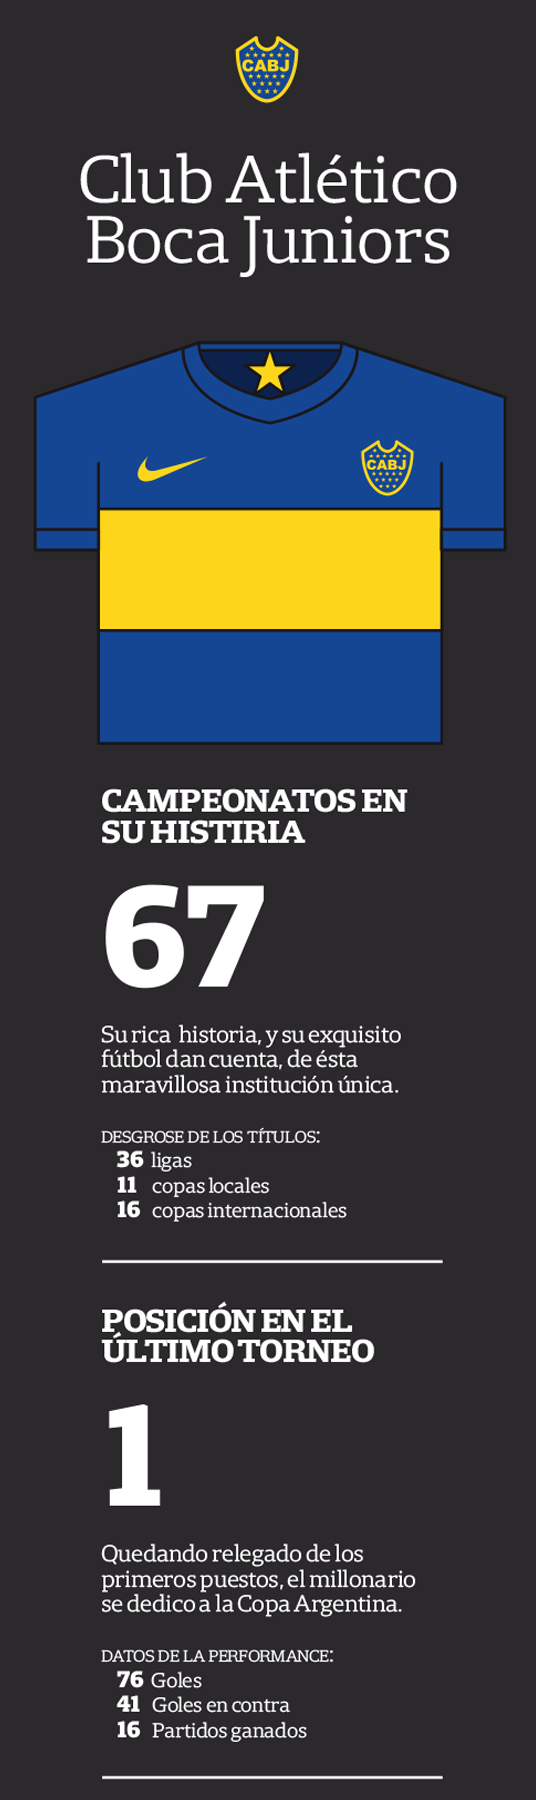 CABJ
Club Atlético
Boca Juniors
CABJ
CAMPEONATOS EN
SU HISTIRIA
67
Su rica historia, y su exquisito
fútbol dan cuenta, de ésta
maravillosa institución única.
DESGROSE DE LOS TÍTULOS:
36 ligas
11 copas locales
16 copas internacionales
POSICIÓN EN EL
ÚLTIMO TORNEO
1
Quedando relegado de los
primeros puestos, el millonario
se dedico a la Copa Argentina.
DATOS DE LA PERFORMANCE:
76 Goles
41 Goles en contra
16 Partidos ganados